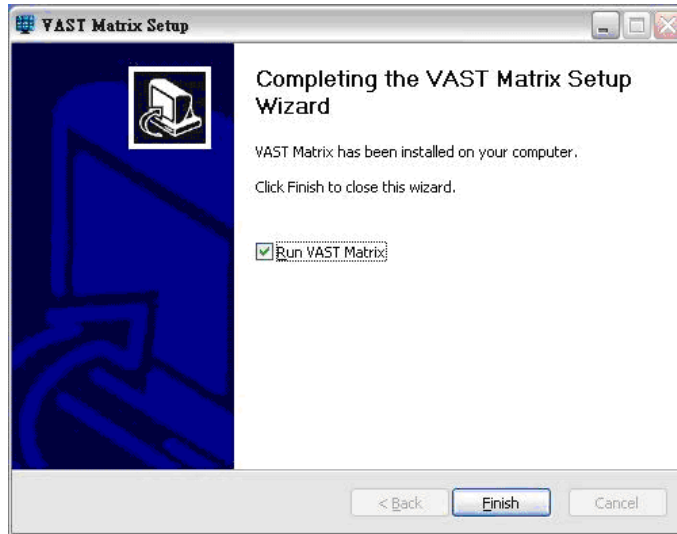 VAST Matrix Setup
Completing the VAST Matrix Setup
Wizard
VAST Matrix has been installed on your computer.
Click Finish to close this wizard.
Run VAST Matrix
< Back
Finish
Cancel